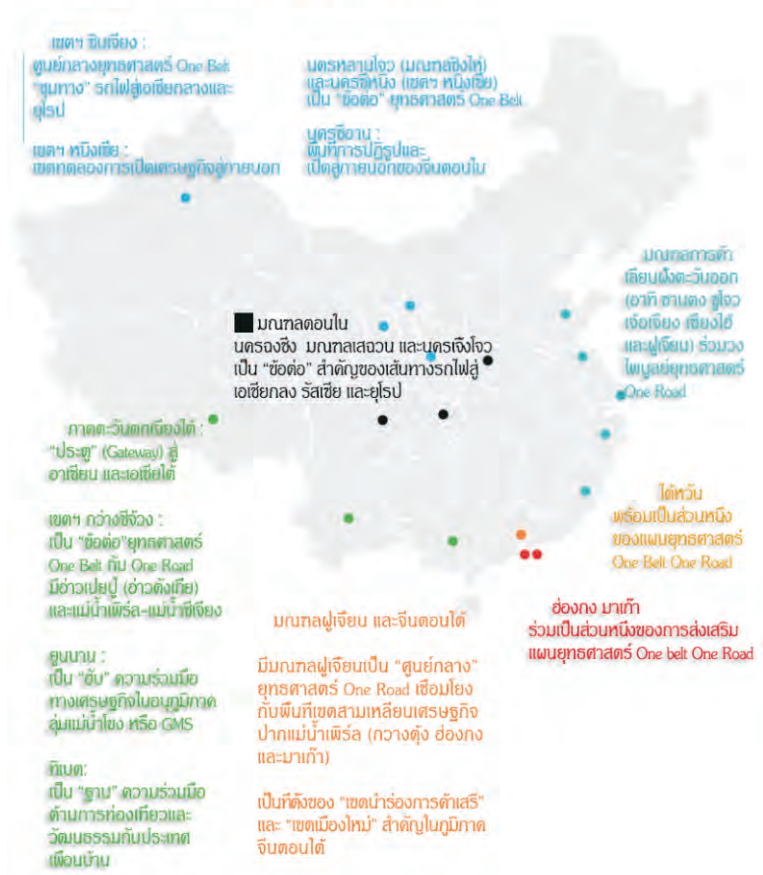 เขตฯ ซินเจียง :
ศูนย์กลางยุทธศาสตร์ One Belt
“ชุมทาง” รถไฟสู่เอเชียกลางและ
ยุโรป
เขตฯ หนิงเซี่ย :
เขตทดลองการเปิดเศรษฐกิจสู่ภายนอก
นครหลานโจว (มณฑลชิงไห่)
และนครซีหนิง (เขตฯ หนิงเซี่ย)
เป็น “ข้อต่อ” ยุทธศาสตร์ One Belt
นครซีอาน :
พื้นที่การปฏิรูปและ
เปิดสู่ภายนอกของจีนตอนใน
มณฑลการค้า
เลียบฝั่งตะวันออก
(อาทิ ซานตง ซูโจว
เจ้อเจียง เซี่ยงไฮ้
และฝูเจี้ยน) ร่วมวง
ไพบูลย์ยุทธศาสตร์
One Road
มณฑลตอนใน
นครฉงชิ่ง มณฑลเสฉวน และนครเจิ้งโจว
เป็น “ข้อต่อ” สำคัญของเส้นทางรถไฟสู่
เอเชียกลง รัสเซีย และยุโรป
ภาคตะวันตกเฉียงใต้ :
“ประตู” (Gateway) สู่
อาเซียน และเอเชียใต้
เขตฯ กว่างซีจ้วง :
เป็น “ข้อต่อ”ยุทธศาสตร์
One Belt กับ One Road
มีอ่าวเป่ยปู้ (อ่าวตังเกี๋ย)
และแม่น้ำเพิร์ล-แม่น้ำซีเจียง
ยูนนาน :
เป็น “ฮับ” ความร่วมมือ
ทางเศรษฐกิจในอนุภูมิภาค
ลุ่มแม่น้ำโขง หรือ GMS
ทิเบต:
เป็น “ฐาน” ความร่วมมือ
ด้านการท่องเที่ยวและ
วัฒนธรรมกับประเทศ
เพื่อนบ้าน
มณฑลฝูเจี้ยน และจีนตอนใต้
มีมณฑลฝูเจี้ยนเป็น “ศูนย์กลาง”
ยุทธศาสตร์ One Road เชื่อมโยง
กับพื้นที่เขตสามเหลี่ยมเศรษฐกิจ
ปากแม่น้ำเพิร์ล (กวางตุ้ง ฮ่องกง
และมาเก๊า)
เป็นที่ตั้งของ “เขตนำร่องการค้าเสรี”
และ “เขตเมืองใหม่” สำคัญในภูมิภาค
จีนตอนใต้
ไต้หวัน
พร้อมเป็นส่วนหนึ่ง
ของแผนยุทธศาสตร์
One Belt One Road
ฮ่องกง มาเก๊า
ร่วมเป็นส่วนหนึ่งของการส่งเสริม
แผนยุทธศาสตร์ One belt One Road